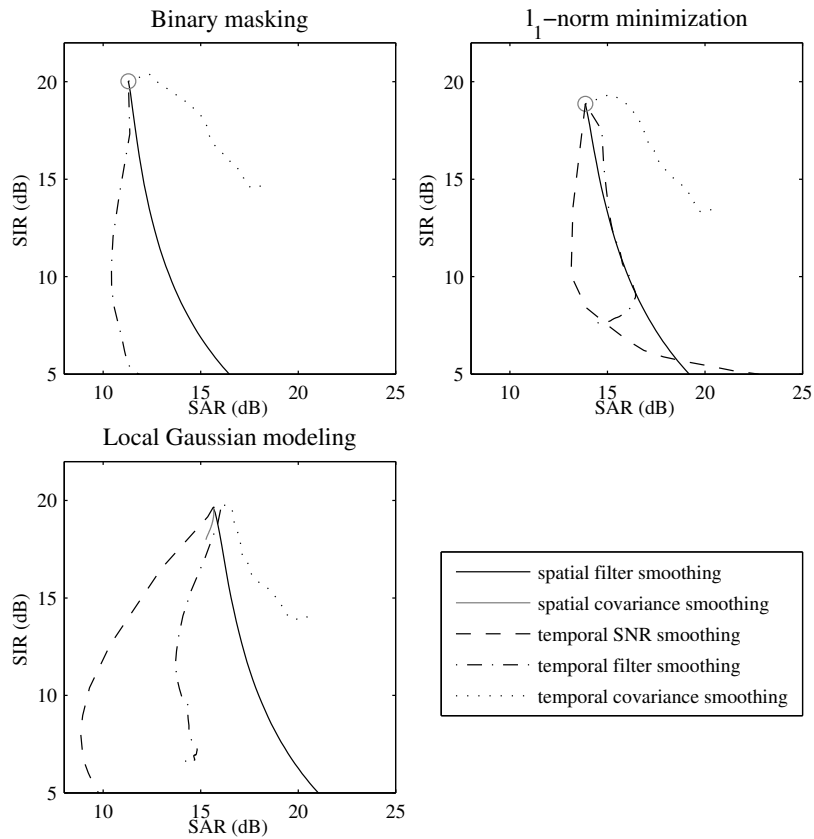 Binary masking
20
15
10
5
SIR (dB)
10 15 20 25
SAR (dB)
l₁−norm minimization
20
15
10
5
SIR (dB)
10 15 20 25
SAR (dB)
Local Gaussian modeling
20
15
10
5
SIR (dB)
10 15 20 25
SAR (dB)
spatial filter smoothing
spatial covariance smoothing
temporal SNR smoothing
temporal filter smoothing
temporal covariance smoothing